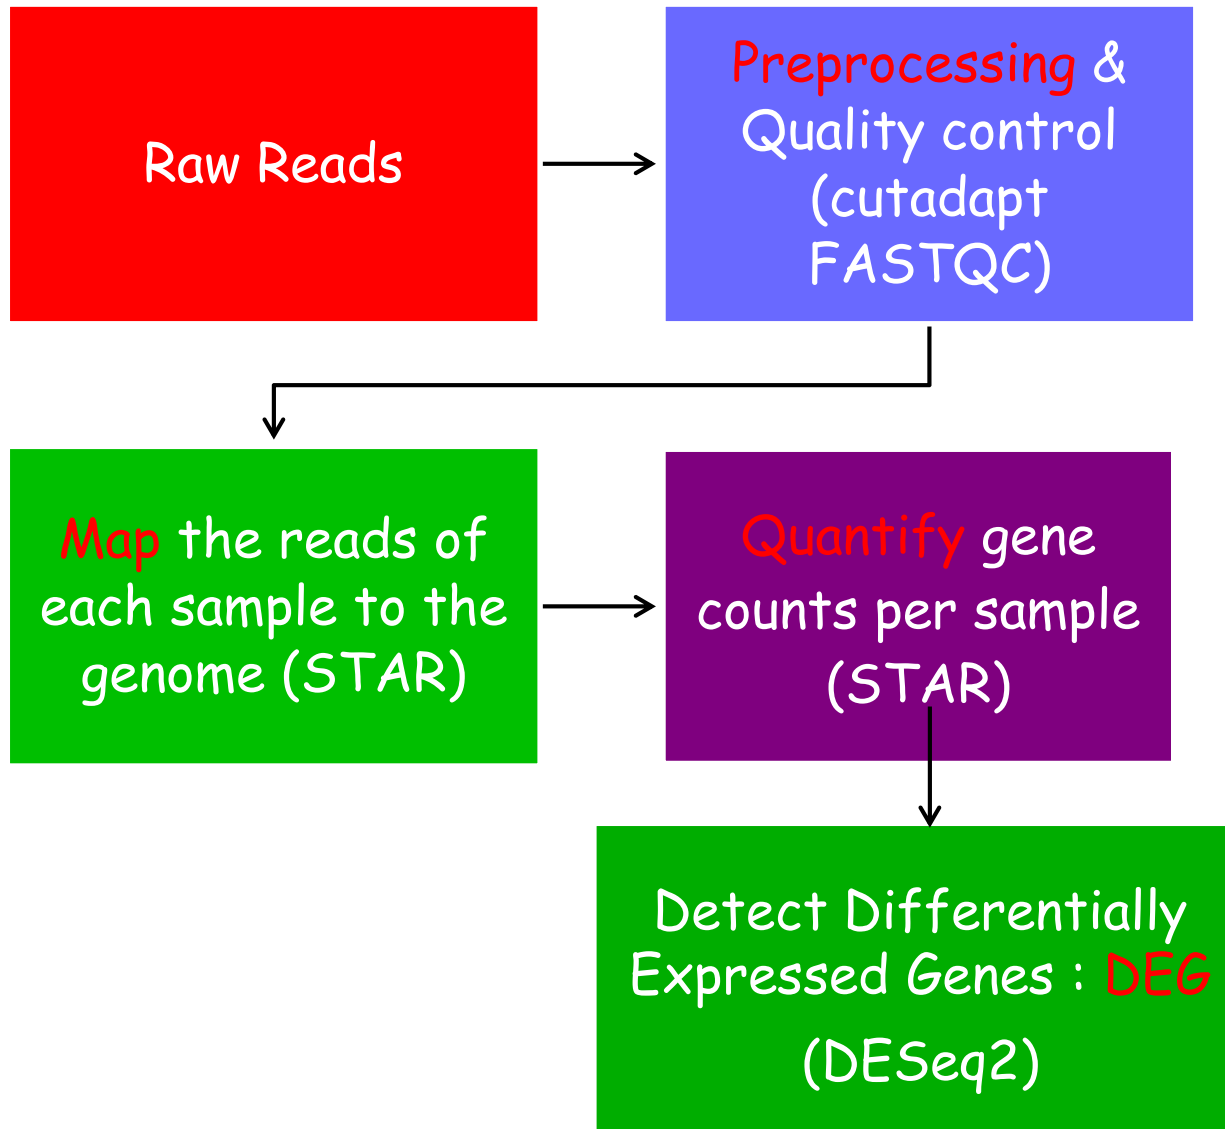 Raw Reads
Preprocessing &
Quality control
(cutadapt
FASTQC)
Map the reads of
each sample to the
genome (STAR)
Quantify gene
counts per sample
(STAR)
Detect Differentially
Expressed Genes : DEG
(DESeq2)